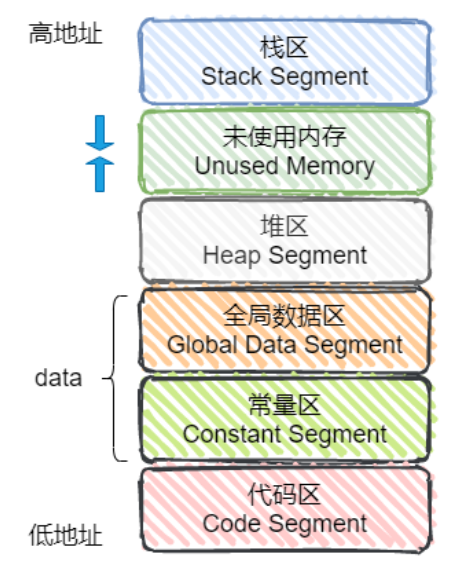 高地址
栈区
Stack Segment
未使用内存
Unused Memory
堆区
Heap Segment
全局数据区
Global Data Segment
data
常量区
Constant Segment
代码区
Code Segment
低地址